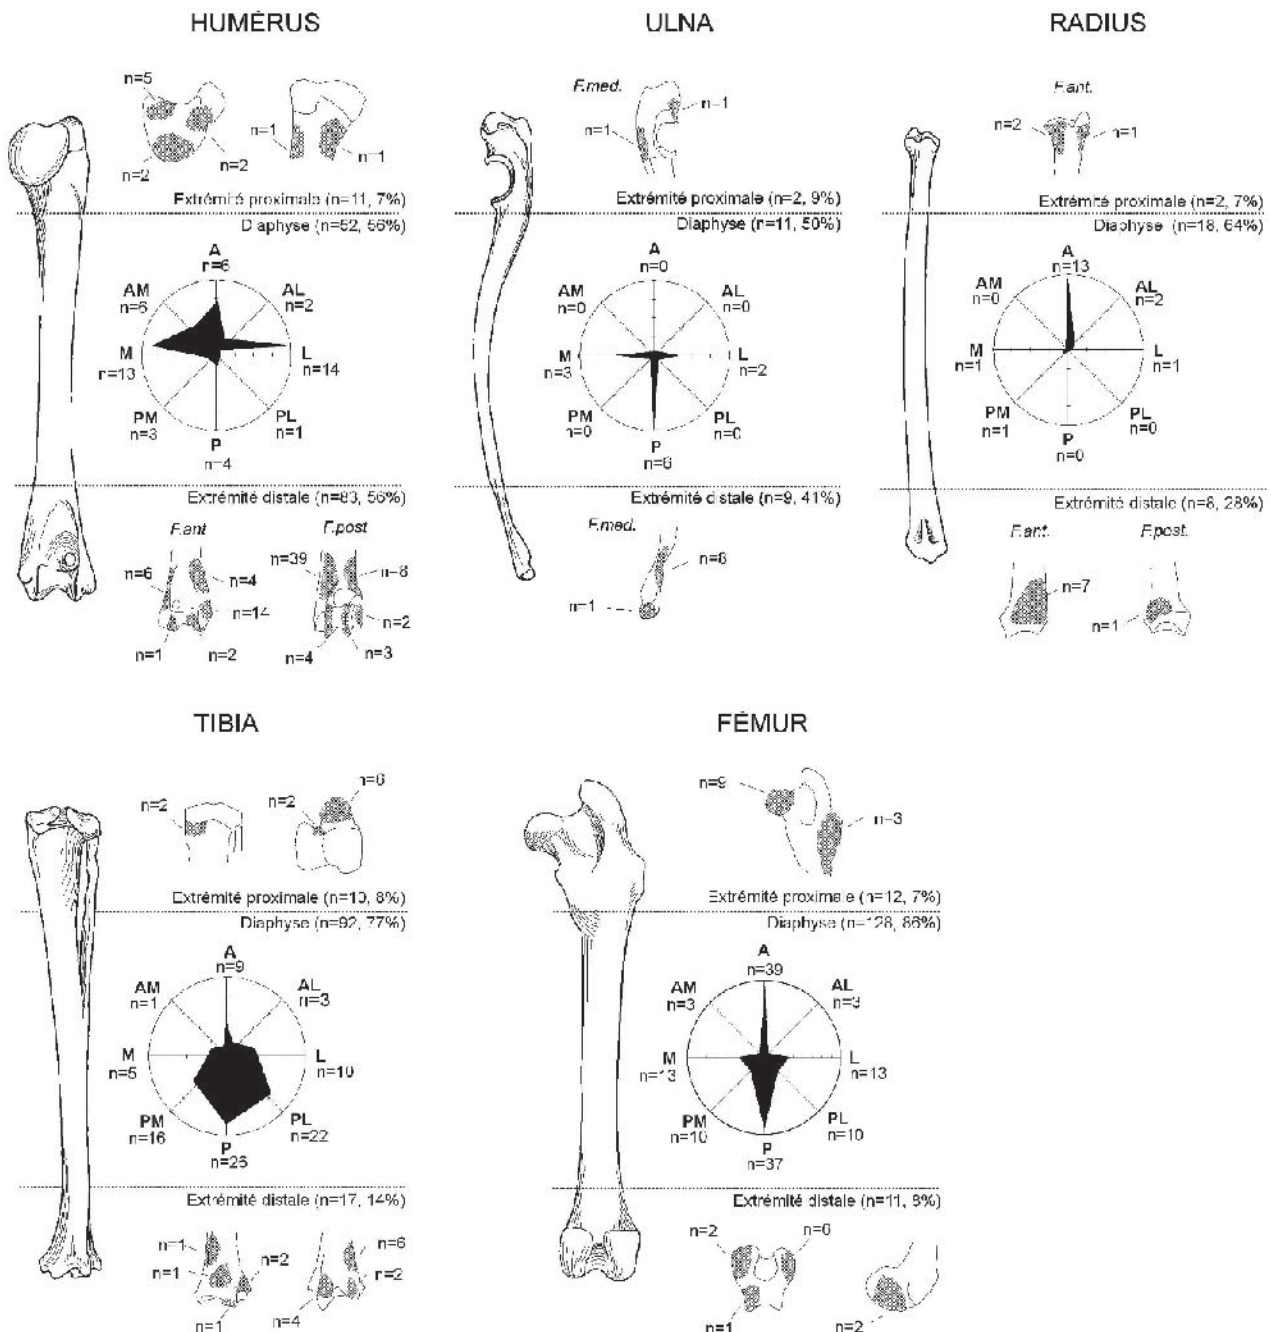 HUMÉRUS
n=5
n=2
n=2
n=1
n=1
Extrémité proximale (n=11, 7%)
Diaphyse (n=52, 56%)
A
n=6
AM
n=6
AL
n=2
M
n=13
L
n=14
PM
n=3
PL
n=1
P
n=4
Extrémité distale (n=83, 56%)
F.ant
F.post
n=6
n=4
n=14
n=1
n=2
n=39
n=8
n=2
n=4
n=3
ULNA
F.med.
n=1
n=1
Extrémité proximale (n=2, 9%)
Diaphyse (n=11, 50%)
A
n=0
AM
n=0
AL
n=0
M
n=3
L
n=2
PM
n=0
PL
n=0
P
n=6
Extrémité distale (n=9, 41%)
F.med.
n=8
n=1
RADIUS
F.ant.
n=2
n=1
Extrémité proximale (n=2, 7%)
Diaphyse (n=18, 64%)
A
n=13
AM
n=0
AL
n=2
M
n=1
L
n=1
PM
n=1
PL
n=0
P
n=0
Extrémité distale (n=8, 28%)
F.ant.
F.post.
n=7
n=1
TIBIA
n=2
n=2
n=6
Extrémité proximale (n=10, 8%)
Diaphyse (n=92, 77%)
A
n=9
AM
n=1
AL
n=3
M
n=5
L
n=10
PM
n=16
PL
n=22
P
n=26
Extrémité distale (n=17, 14%)
n=1
n=1
n=2
n=1
n=6
n=2
n=4
FÉMUR
n=9
n=3
Extrémité proximale (n=12, 7%)
Diaphyse (n=128, 86%)
A
n=39
AM
n=3
AL
n=3
M
n=13
L
n=13
PM
n=10
PL
n=10
P
n=37
Extrémité distale (n=11, 8%)
n=2
n=6
n=1
n=2